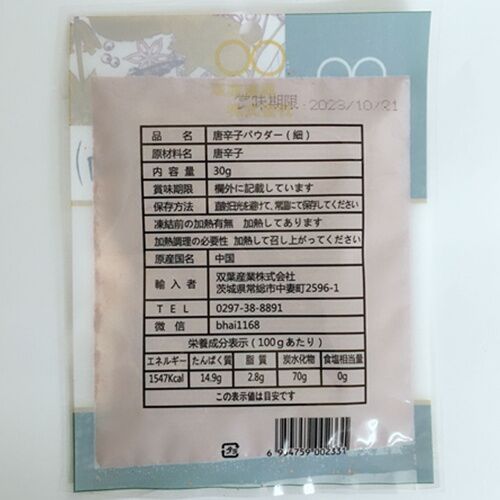 賞味期限 2023/10/21
品名 唐辛子パウダー(細)
原材料名 唐辛子
内容量 30g
賞味期限 欄外に記載しています
保存方法 直射日光を避けて、常温にて保存してください
凍結前の加熱有無 加熱してあります
加熱調理の必要性 加熱して召し上がってください
原産国名 中国
輸入者 双葉産業株式会社
茨城県常総市中妻町2596-1
TEL 0297-38-8891
微信 bhai1168
栄養成分表示(100gあたり)
エネルギー たんぱく質 脂質 炭水化物 食塩相当量
1547Kcal 14.9g 2.8g 70g 0g
この表示値は目安です
プラ